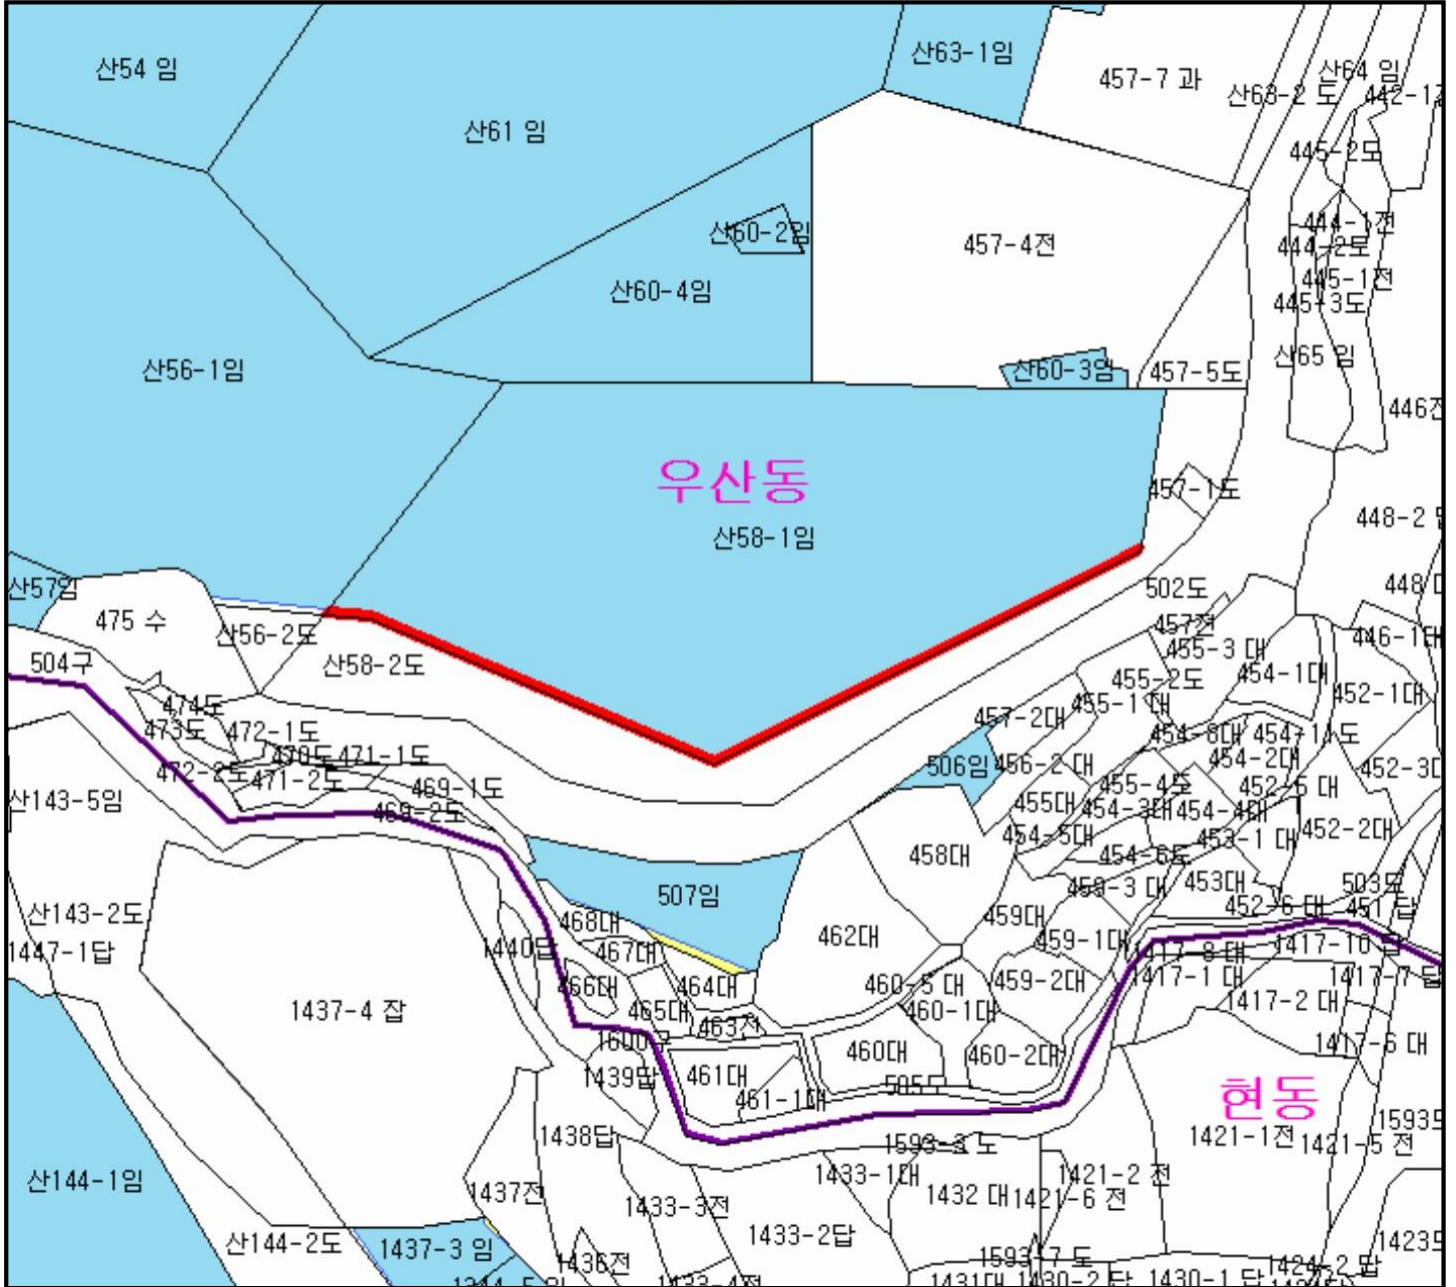 산54 임
산61 임
산63-1임
457-7 과
산64 임
산63-2 도
445-2도
산60-2임
457-4전
444-1전
444-2도
산60-4임
445-1전
445-3도
산56-1임
산60-3임
457-5도
산65 임
우산동
산58-1임
457-1도
산57임
475 수
502도
산56-2도
457전
455-3 대
산58-2도
504구
455-2도
454-1대
452-1대
474도
473도
472-1도
457-2대
455-1 대
454-8대
454-2대
470도
471-1도
471-2도
469-1도
469-2도
506임
456-2 대
455-4도
452-5 대
산143-5임
455대
454-3대
454-4대
454-5대
453-1 대
452-2대
458대
454-6도
507임
459-3 대
453대
503도
452-6 대
451 답
산143-2도
468대
462대
459대
459-1대
1447-1답
1440답
467대
1417-8 대
1417-10 답
466대
464대
460-5 대
459-2대
1417-1 대
1417-7 답
1437-4 잡
465대
463전
460-1대
1417-2 대
1600구
460대
460-2대
1417-6 대
1439답
461대
461-1대
505도
현동
1438답
1593-3 도
1421-1전
1421-5 전
산144-1임
1437전
1433-3전
1433-1대
1432 대
1421-2 전
1421-6 전
산144-2도
1437-3 임
1433-2답
1436전
1593-7 도
1424-2 답
1433-4전
1431대
1430-2 답
1430-1 답